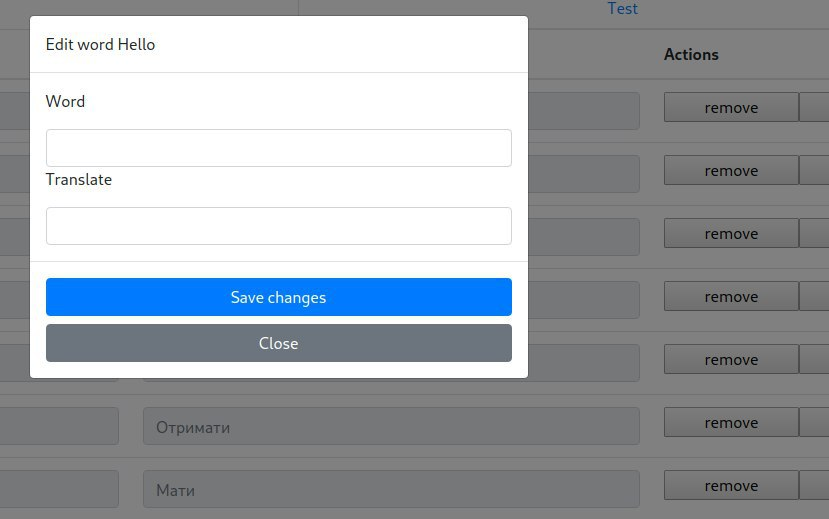 Test
Edit word Hello
Actions
Word
remove
Translate
remove
remove
Save changes
remove
Close
remove
Отримати
remove
Мати
remove